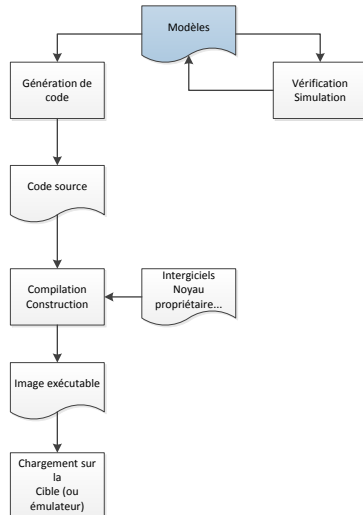 Modèles
Génération de
code
Vérification
Simulation
Code source
Compilation
Construction
Intergiciels
Noyau
propriétaire...
Image exécutable
Chargement sur
la
Cible (ou
émulateur)